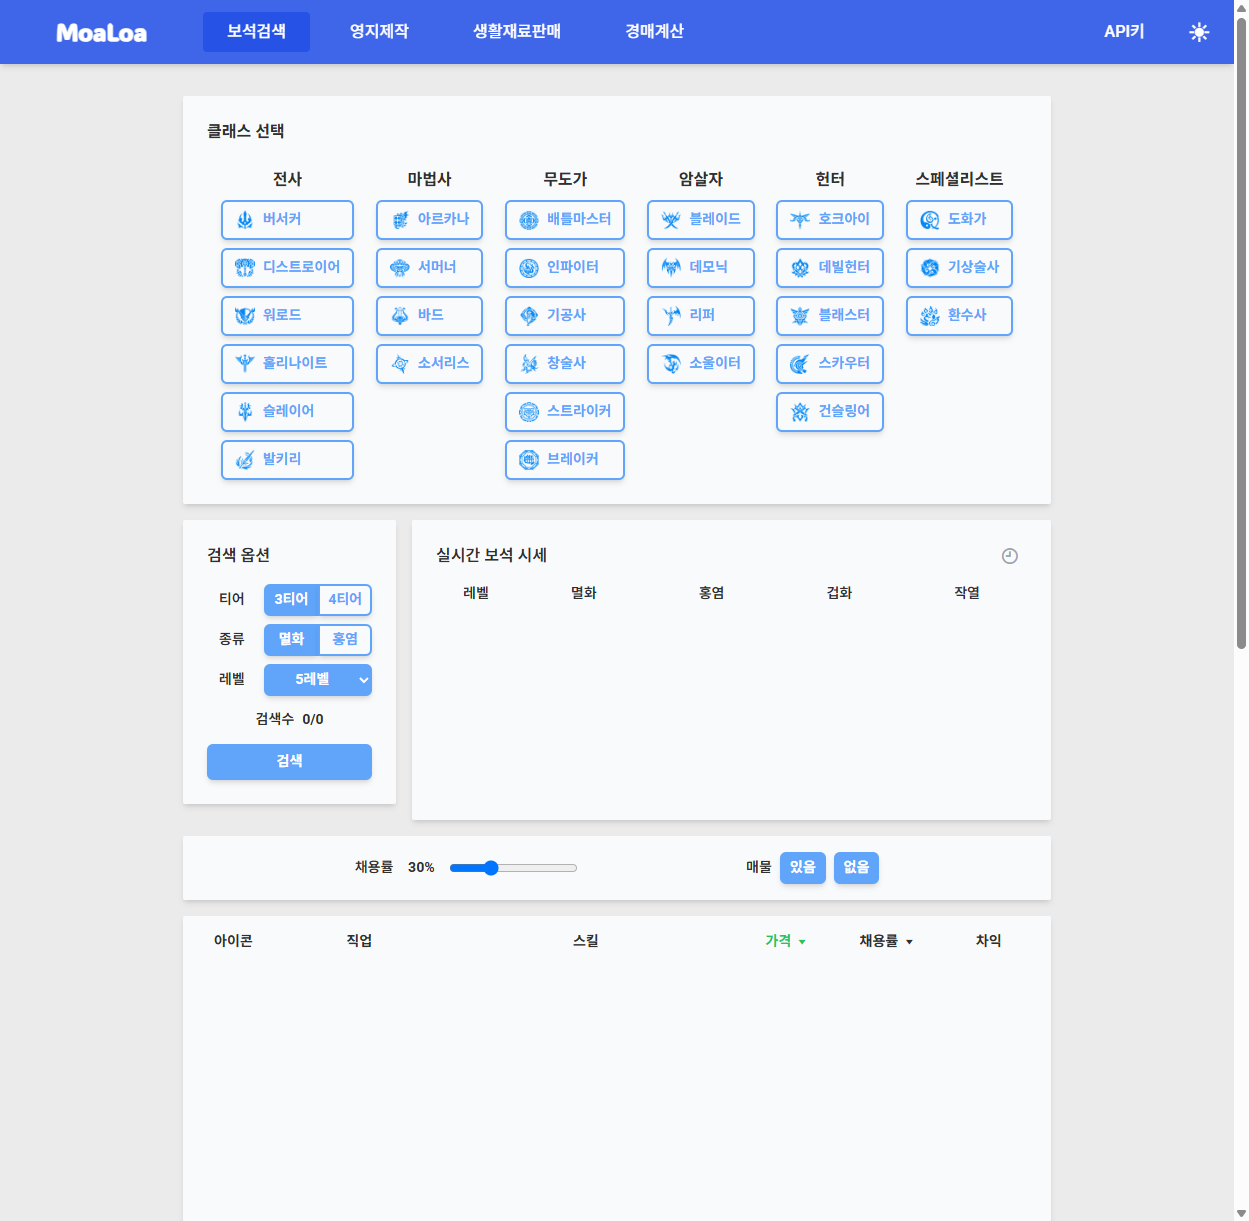 MoaLoa 보석검색 영지제작 생활재료판매 경매계산 API키
클래스 선택
전사 마법사 무도가 암살자 헌터 스페셜리스트
버서커 아르카나 배틀마스터 블레이드 호크아이 도화가
디스트로이어 서머너 인파이터 데모닉 데빌헌터 기상술사
워로드 바드 기공사 리퍼 블래스터 환수사
홀리나이트 소서리스 창술사 소울이터 스카우터
슬레이어 스트라이커 건슬링어
발키리 브레이커
검색 옵션
티어 3티어 4티어
종류 멸화 홍염
레벨 5레벨
검색수 0/0
검색
실시간 보석 시세
레벨 멸화 홍염 겁화 작열
채용률 30% 매물 있음 없음
아이콘 직업 스킬 가격 채용률 차익